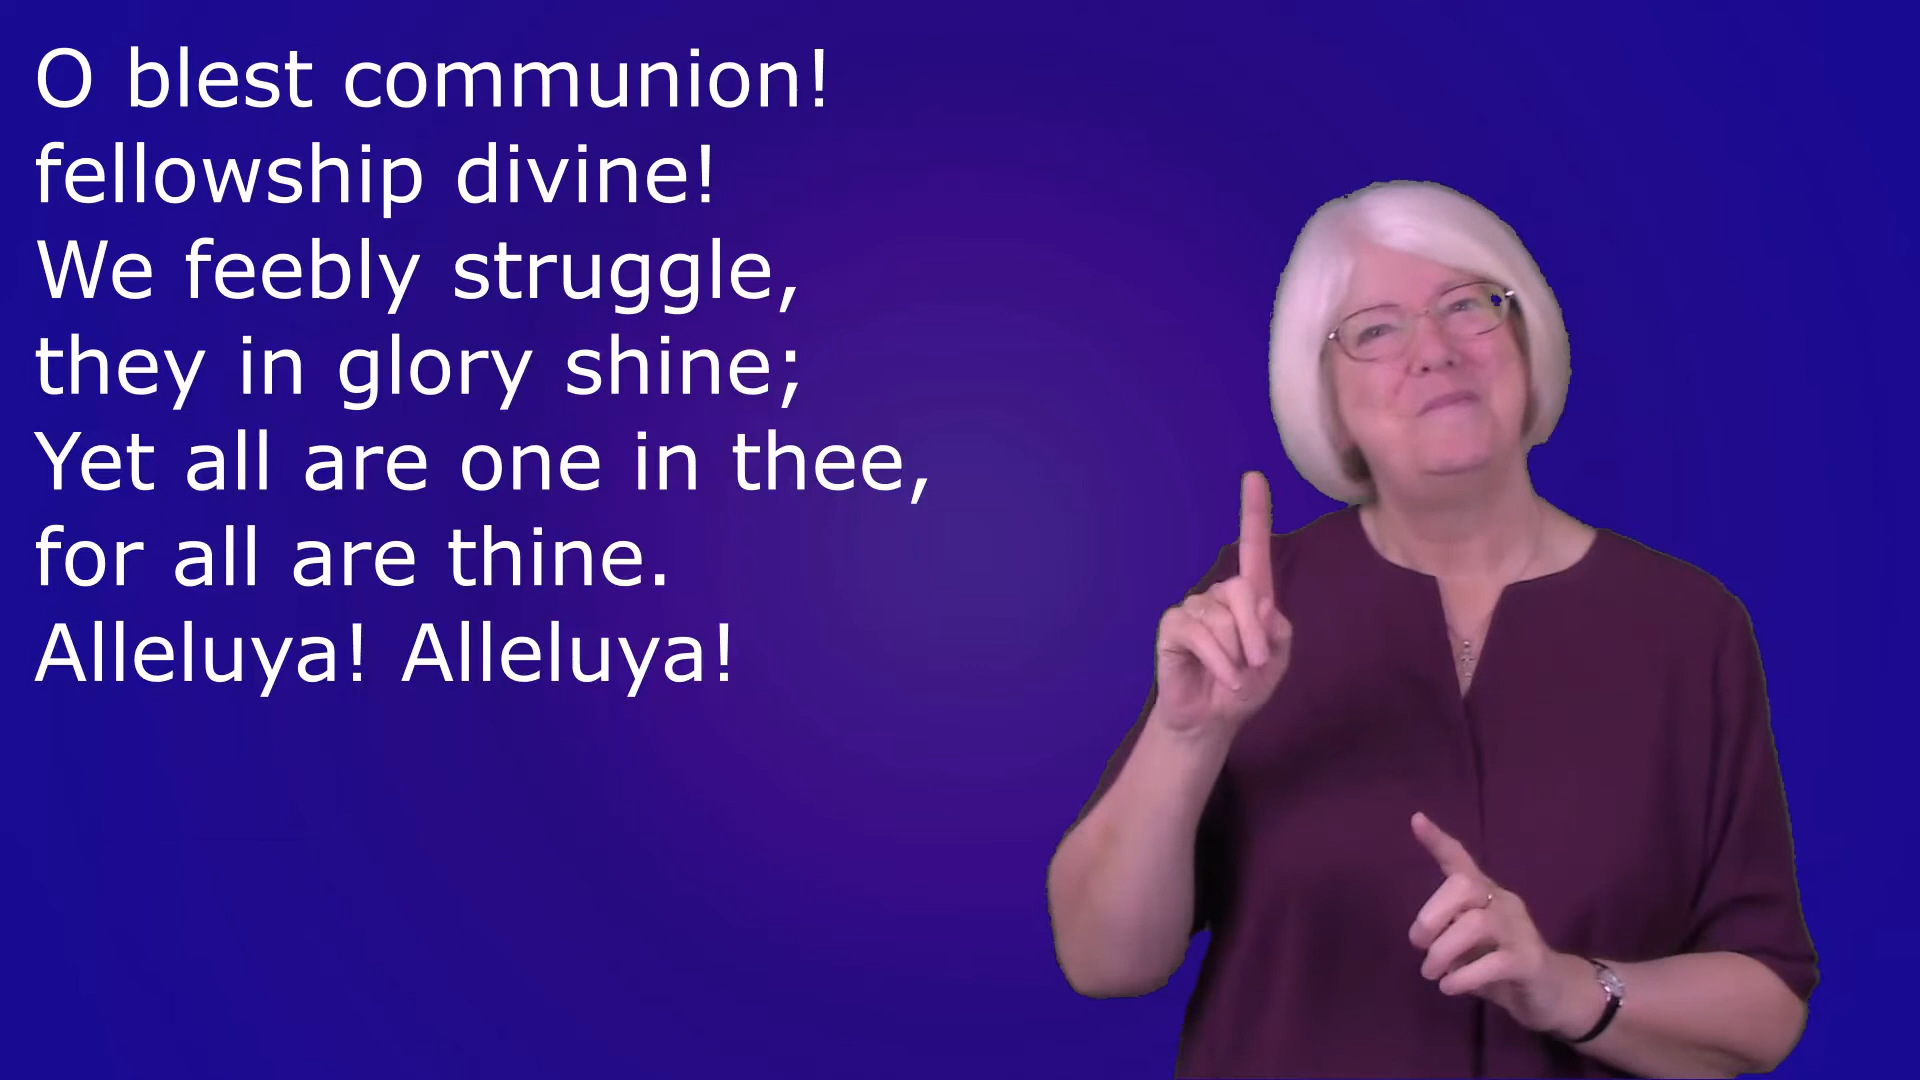 O blest communion!
fellowship divine!
We feebly struggle,
they in glory shine;
Yet all are one in thee,
for all are thine.
Alleluya! Alleluya!